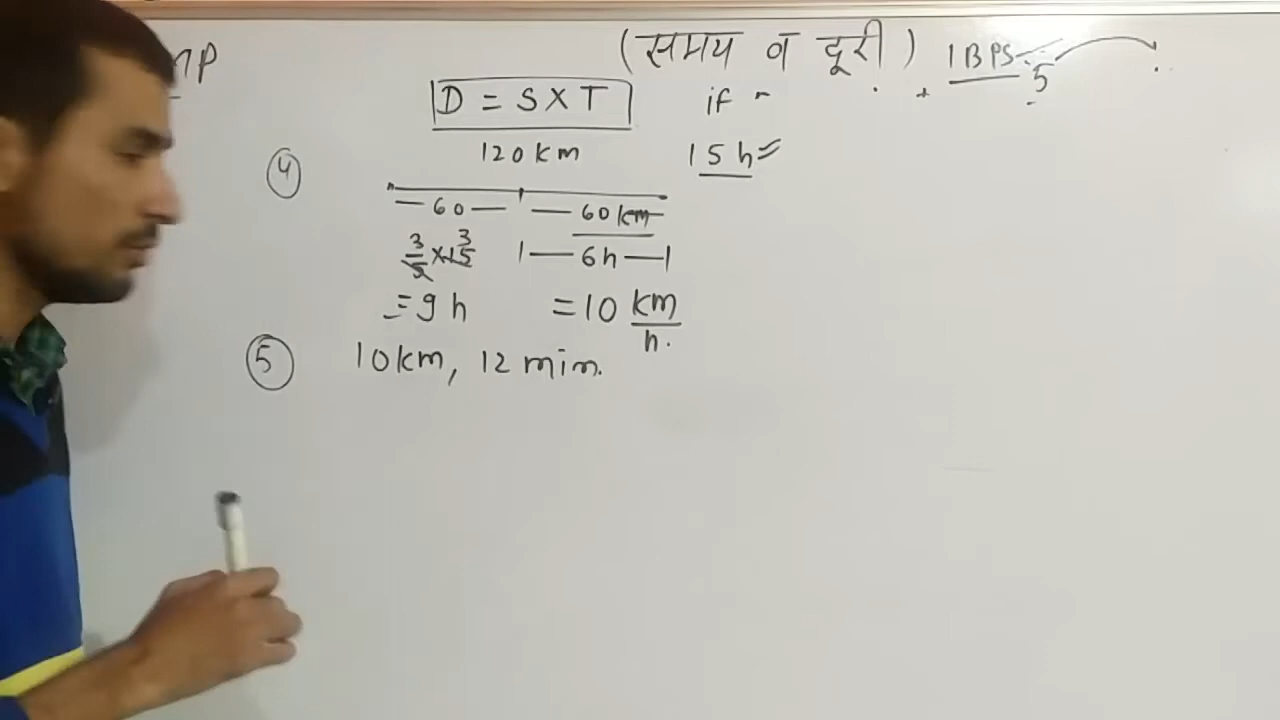 (समय व दूरी) IBPS
5
D = S X T if
120 km 15 h
④
60 60 km
3/5 x 15 3 6h
= 9 h = 10 km/h.
⑤ 10 km, 12 min.